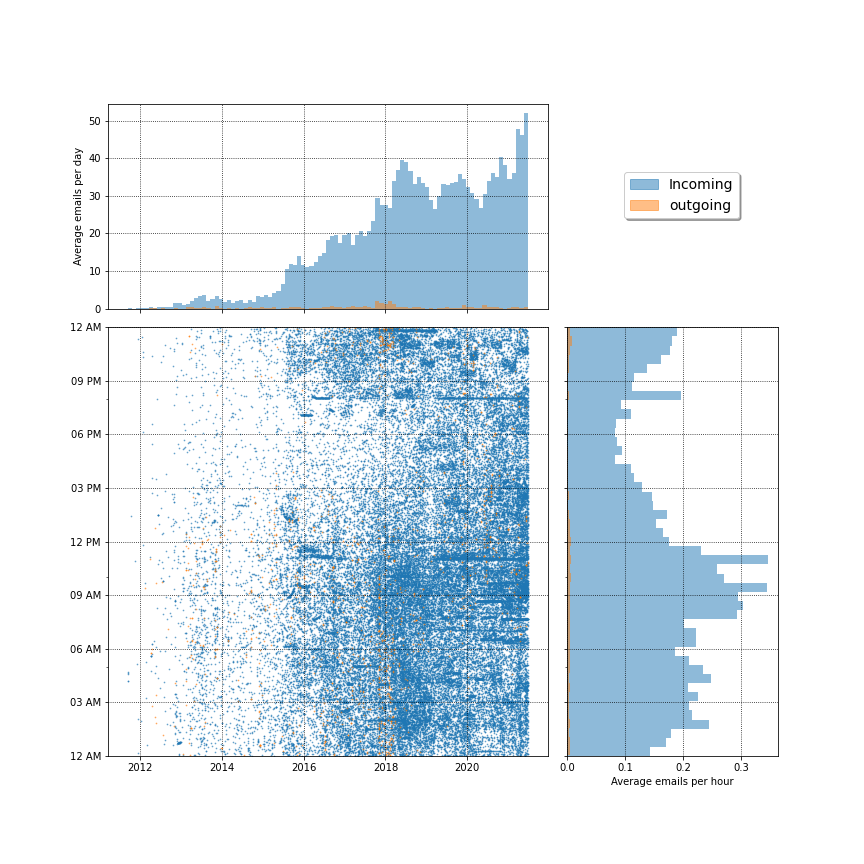 Average emails per day
50
40
30
20
10
0
Incoming
outgoing
12 AM
09 PM
06 PM
03 PM
12 PM
09 AM
06 AM
03 AM
12 AM
2012
2014
2016
2018
2020
0.0
0.1
0.2
0.3
Average emails per hour